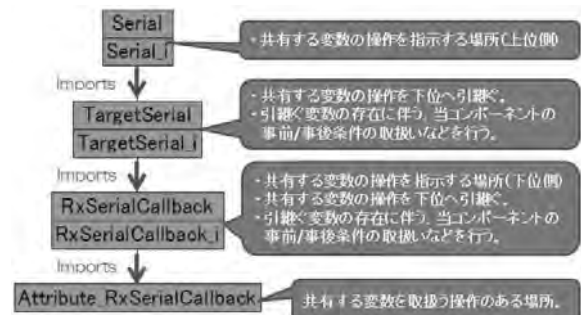 Serial
Serial_i
・共有する変数の操作を指示する場所(上位側)
Imports
TargetSerial
TargetSerial_i
・共有する変数の操作を下位へ引継ぐ。
・引継ぐ変数の存在に伴う、当コンポーネントの
事前/事後条件の取扱いなどを行う。
Imports
RxSerialCallback
RxSerialCallback_i
・共有する変数の操作を指示する場所(下位側)
・共有する変数の操作を下位へ引継ぐ。
・引継ぐ変数の存在に伴う、当コンポーネントの
事前/事後条件の取扱いなどを行う。
Imports
Attribute_RxSerialCallback
共有する変数を取扱う操作のある場所。